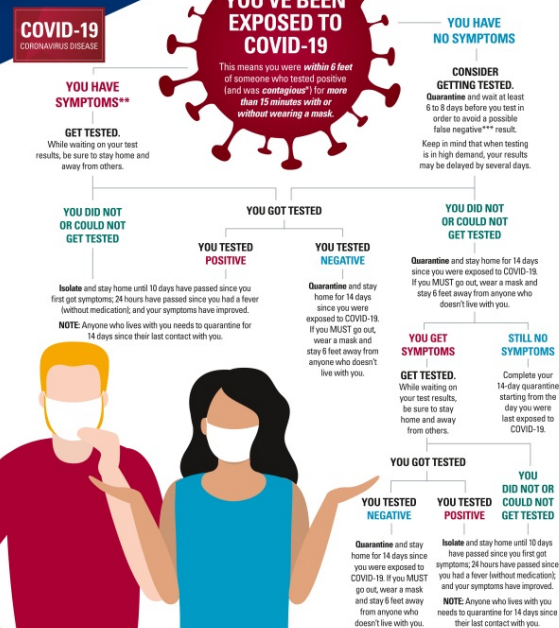 COVID-19
CORONAVIRUS DISEASE
YOU'VE BEEN
EXPOSED TO
COVID-19
This means you were within 6 feet
of someone who tested positive
(and was contagious*) for more
than 15 minutes with or
without wearing a mask.
YOU HAVE
SYMPTOMS**
GET TESTED.
While waiting on your test
results, be sure to stay home and
away from others.
YOU HAVE
NO SYMPTOMS
CONSIDER
GETTING TESTED.
Quarantine and wait at least
6 to 8 days before you test in
order to avoid a possible
false negative*** result.
Keep in mind that when testing
is in high demand, your results
may be delayed by several days.
YOU DID NOT
OR COULD NOT
GET TESTED
YOU GOT TESTED
YOU TESTED
POSITIVE
YOU TESTED
NEGATIVE
Isolate and stay home until 10 days have passed since you
first got symptoms; 24 hours have passed since you had a fever
(without medication); and your symptoms have improved.
NOTE: Anyone who lives with you needs to quarantine for
14 days since their last contact with you.
Quarantine and stay
home for 14 days
since you were
exposed to COVID-19.
If you MUST go out,
wear a mask and
stay 6 feet away from
anyone who doesn't
live with you.
YOU DID NOT
OR COULD NOT
GET TESTED
Quarantine and stay home for 14 days
since you were exposed to COVID-19.
If you MUST go out, wear a mask and
stay 6 feet away from anyone who
doesn't live with you.
YOU GET
SYMPTOMS
GET TESTED.
While waiting on
your test results,
be sure to stay
home and away
from others.
STILL NO
SYMPTOMS
Complete your
14-day quarantine
starting from the
day you were
last exposed to
COVID-19.
YOU GOT TESTED
YOU TESTED
NEGATIVE
YOU TESTED
POSITIVE
YOU
DID NOT OR
COULD NOT
GET TESTED
Quarantine and stay
home for 14 days since
you were exposed to
COVID-19. If you MUST
go out, wear a mask
and stay 6 feet away
from anyone who
doesn't live with you.
Isolate and stay home until 10 days
have passed since you first got
symptoms; 24 hours have passed since
you had a fever (without medication);
and your symptoms have improved.
NOTE: Anyone who lives with you
needs to quarantine for 14 days since
their last contact with you.